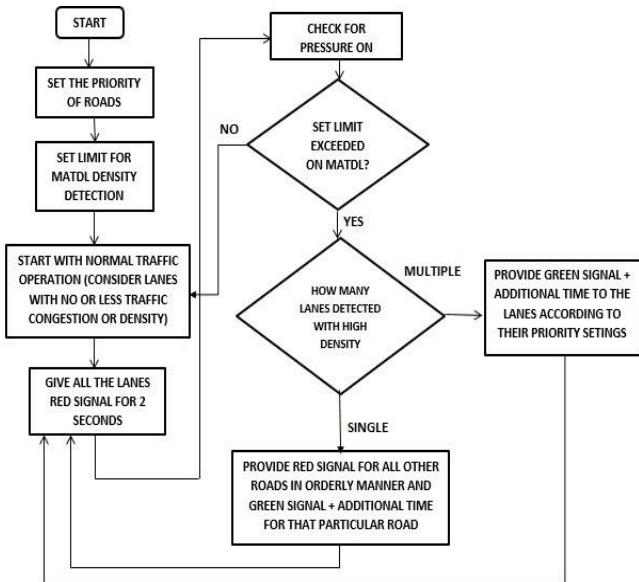 START
SET THE PRIORITY
OF ROADS
SET LIMIT FOR
MATDL DENSITY
DETECTION
START WITH NORMAL TRAFFIC
OPERATION (CONSIDER LANES
WITH NO OR LESS TRAFFIC
CONGESTION OR DENSITY)
GIVE ALL THE LANES
RED SIGNAL FOR 2
SECONDS
CHECK FOR
PRESSURE ON
SET LIMIT
EXCEEDED
ON MATDL?
NO
YES
HOW MANY
LANES DETECTED
WITH HIGH
DENSITY
MULTIPLE
PROVIDE GREEN SIGNAL +
ADDITIONAL TIME TO THE
LANES ACCORDING TO
THEIR PRIORITY SETINGS
SINGLE
PROVIDE RED SIGNAL FOR ALL OTHER
ROADS IN ORDERLY MANNER AND
GREEN SIGNAL + ADDITIONAL TIME
FOR THAT PARTICULAR ROAD